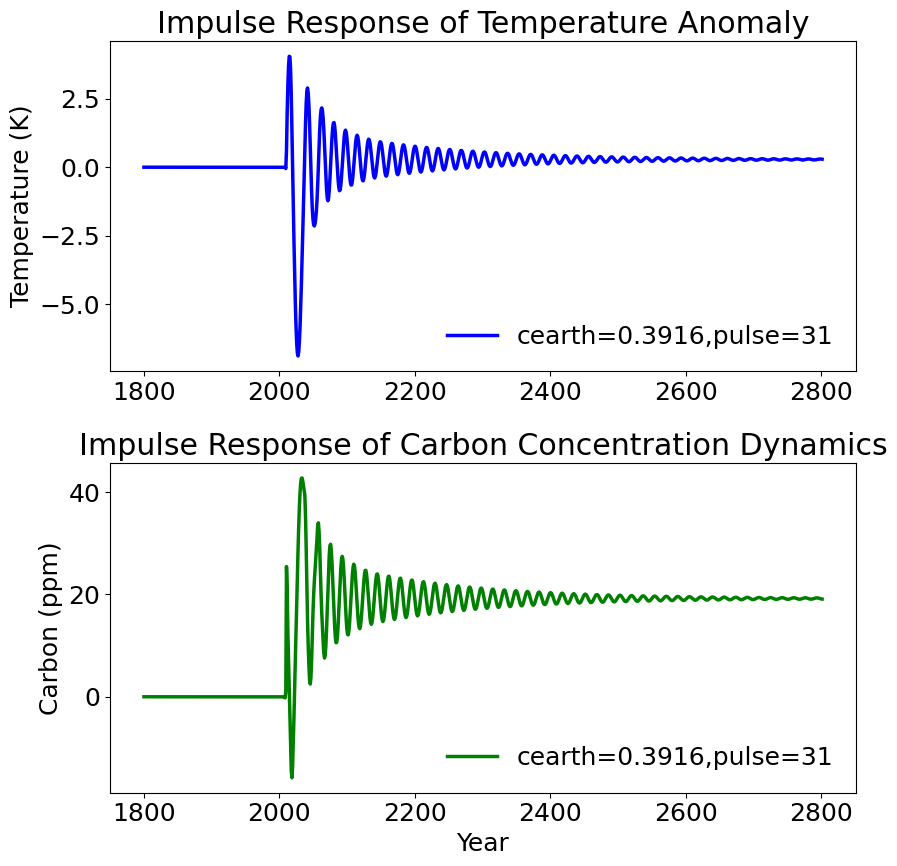 Impulse Response of Temperature Anomaly
Temperature (K)
2.5
0.0
−2.5
−5.0
cearth=0.3916,pulse=31
1800 2000 2200 2400 2600 2800
Impulse Response of Carbon Concentration Dynamics
Carbon (ppm)
40
20
0
cearth=0.3916,pulse=31
1800 2000 2200 2400 2600 2800
Year